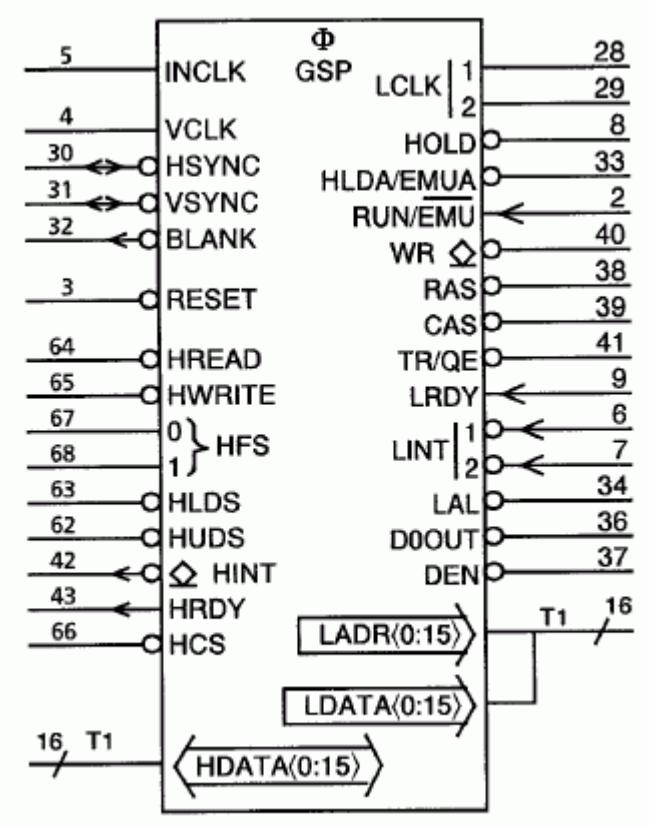 Φ
GSP
5 INCLK
4 VCLK
30 HSYNC
31 VSYNC
32 BLANK
3 RESET
64 HREAD
65 HWRITE
67 0
68 1
HFS
63 HLDS
62 HUDS
42 HINT
43 HRDY
66 HCS
16 T1 HDATA⟨0:15⟩
LCLK
1 28
2 29
HOLD 8
HLDA/EMUA 33
RUN/EMU 2
WR 40
RAS 38
CAS 39
TR/QE 41
LRDY 9
LINT
1 6
2 7
LAL 34
D0OUT 36
DEN 37
LADR⟨0:15⟩ T1 16
LDATA⟨0:15⟩